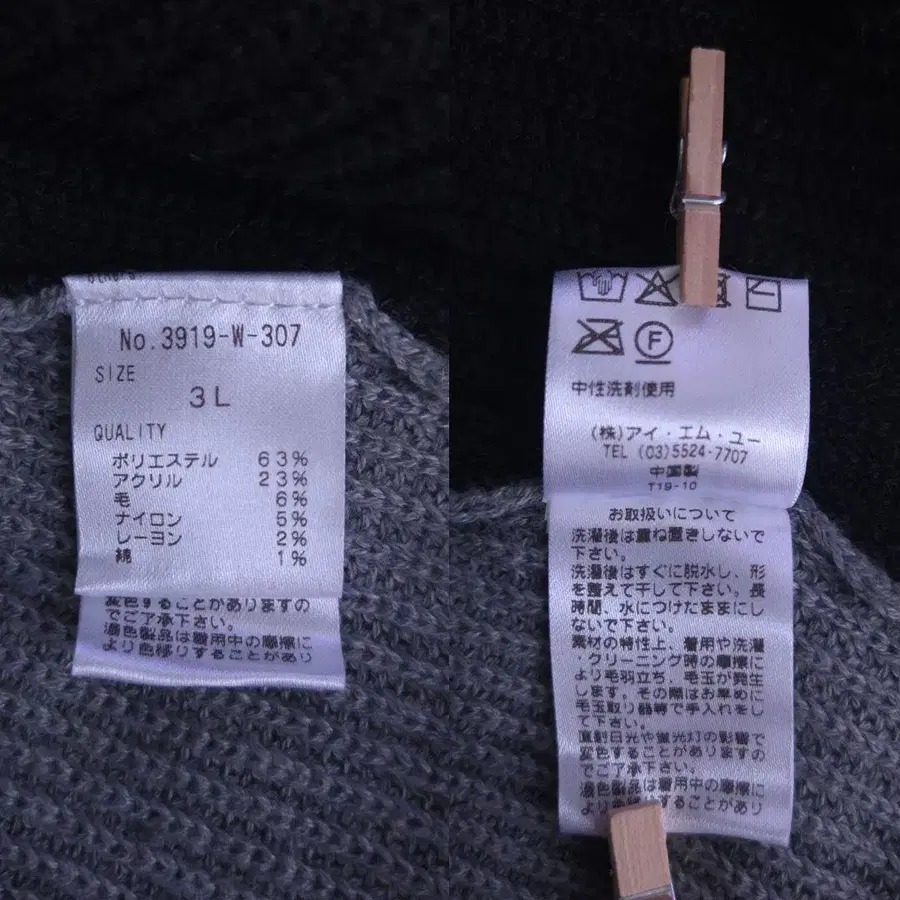 No.3919-W-307
SIZE
3L
QUALITY
ポリエステル 63%
アクリル 23%
毛 6%
ナイロン 5%
レーヨン 2%
綿 1%
変色することがありますの
でご了承下さい。
濃色製品は着用中の摩擦に
より色移りすることがあり
F
中性洗剤使用
(株)アイ・エム・ユー
TEL (03)5524-7707
中国製
T19-10
お取扱いについて
洗濯後は重ね置きしないで
下さい。
洗濯後はすぐに脱水し、形
を整えて干して下さい。長
時間、水につけたままにし
ないで下さい。
素材の特性上、着用や洗濯
・クリーニング時の摩擦に
より毛羽立ち、毛玉が発生
します。その際はお早めに
毛玉取り器等で手入れをし
て下さい。
直射日光や蛍光灯の影響で
変色することがありますの
でご了承下さい。
濃色製品は着用中の摩擦に
より色移りすることがあり